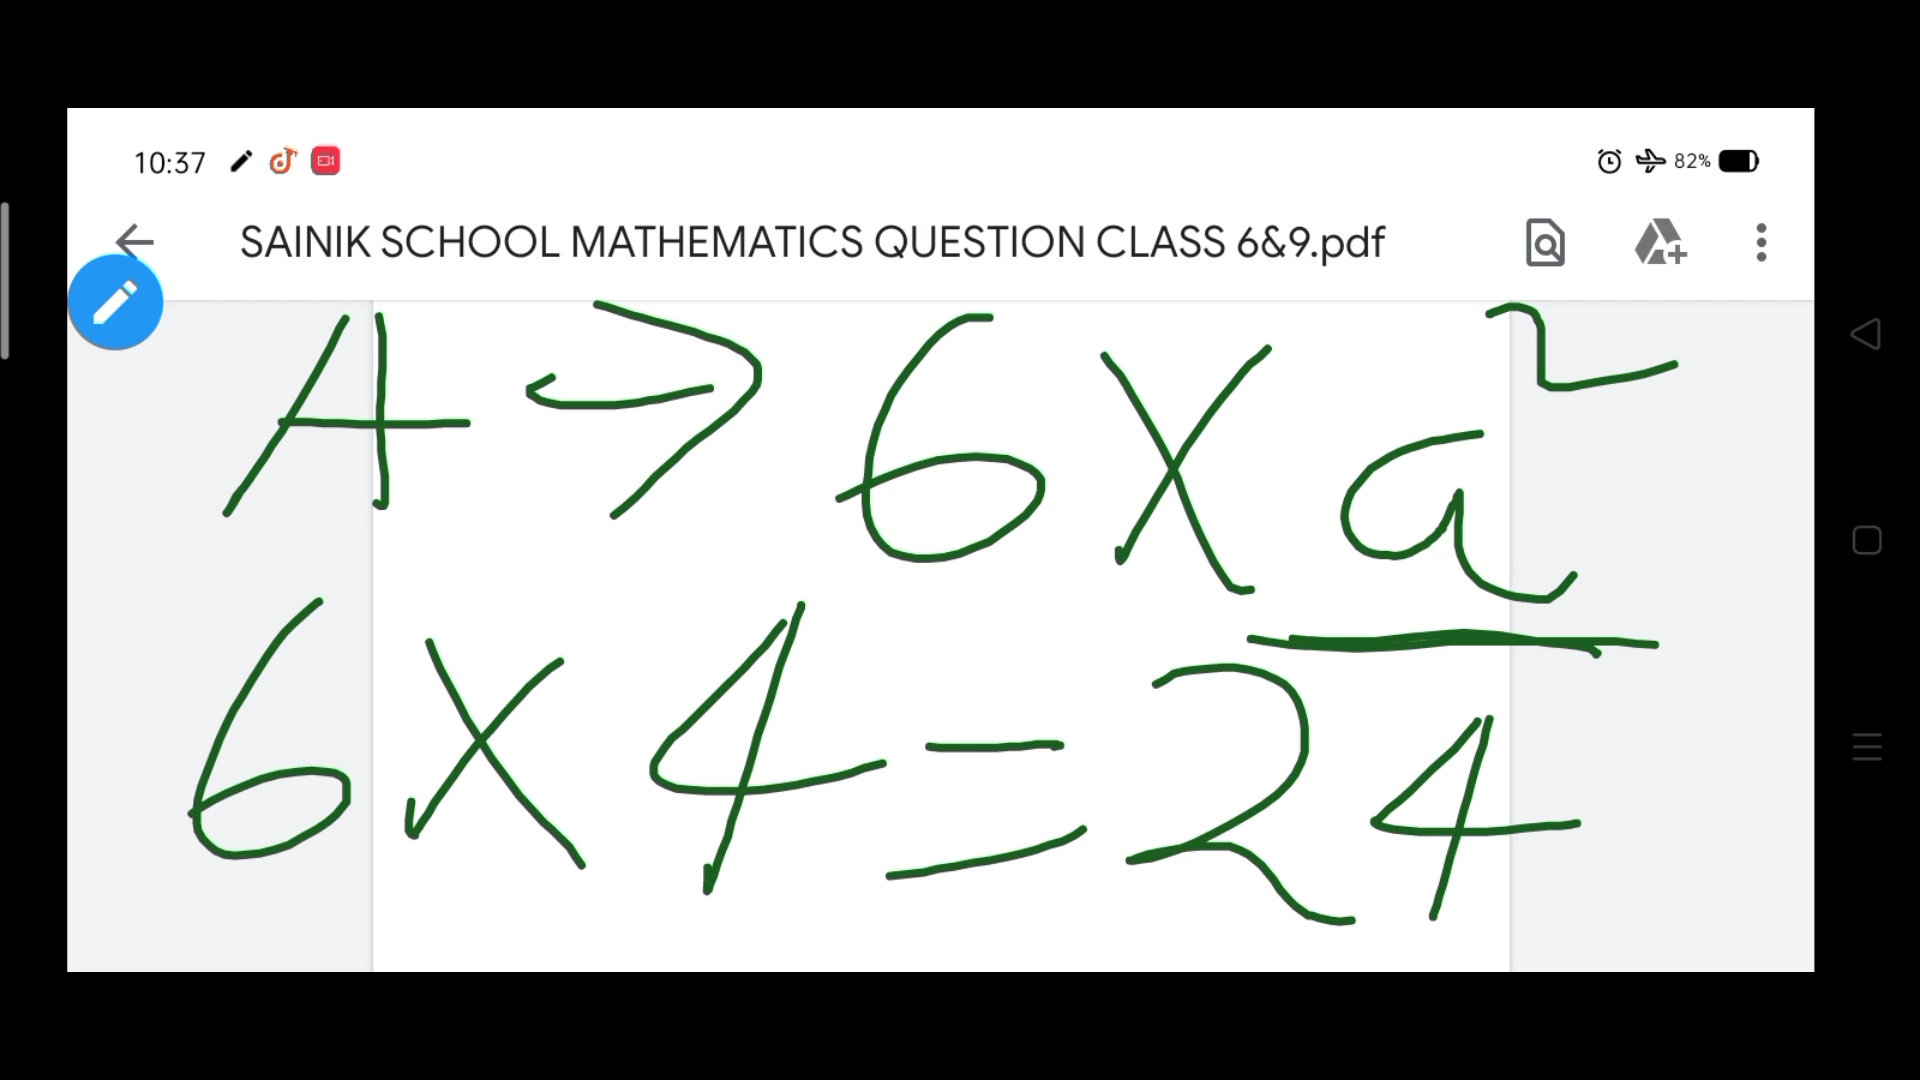 10:37 82%
SAINIK SCHOOL MATHEMATICS QUESTION CLASS 6&9.pdf
A → 6 X a²
6 X 4 = 24